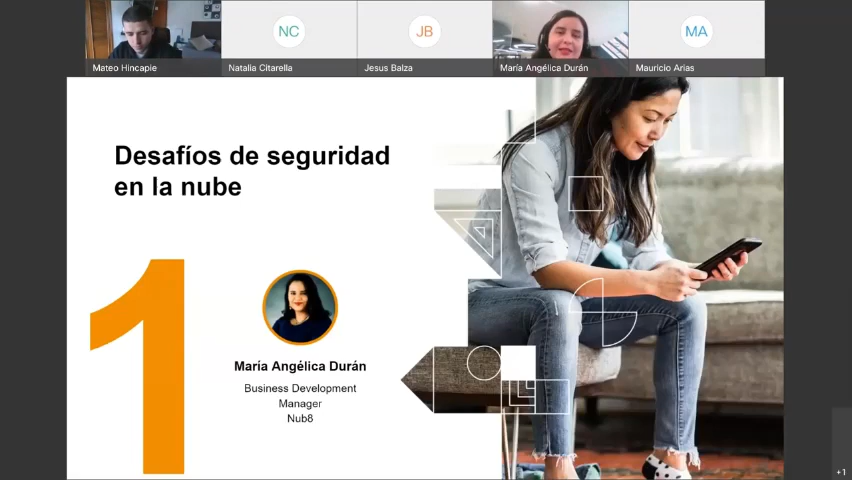 NC
JB
MA
Mateo Hincapie
Natalia Citarella
Jesus Balza
María Angélica Durán
Mauricio Arias
Desafíos de seguridad
en la nube
1
María Angélica Durán
Business Development
Manager
Nub8
+1